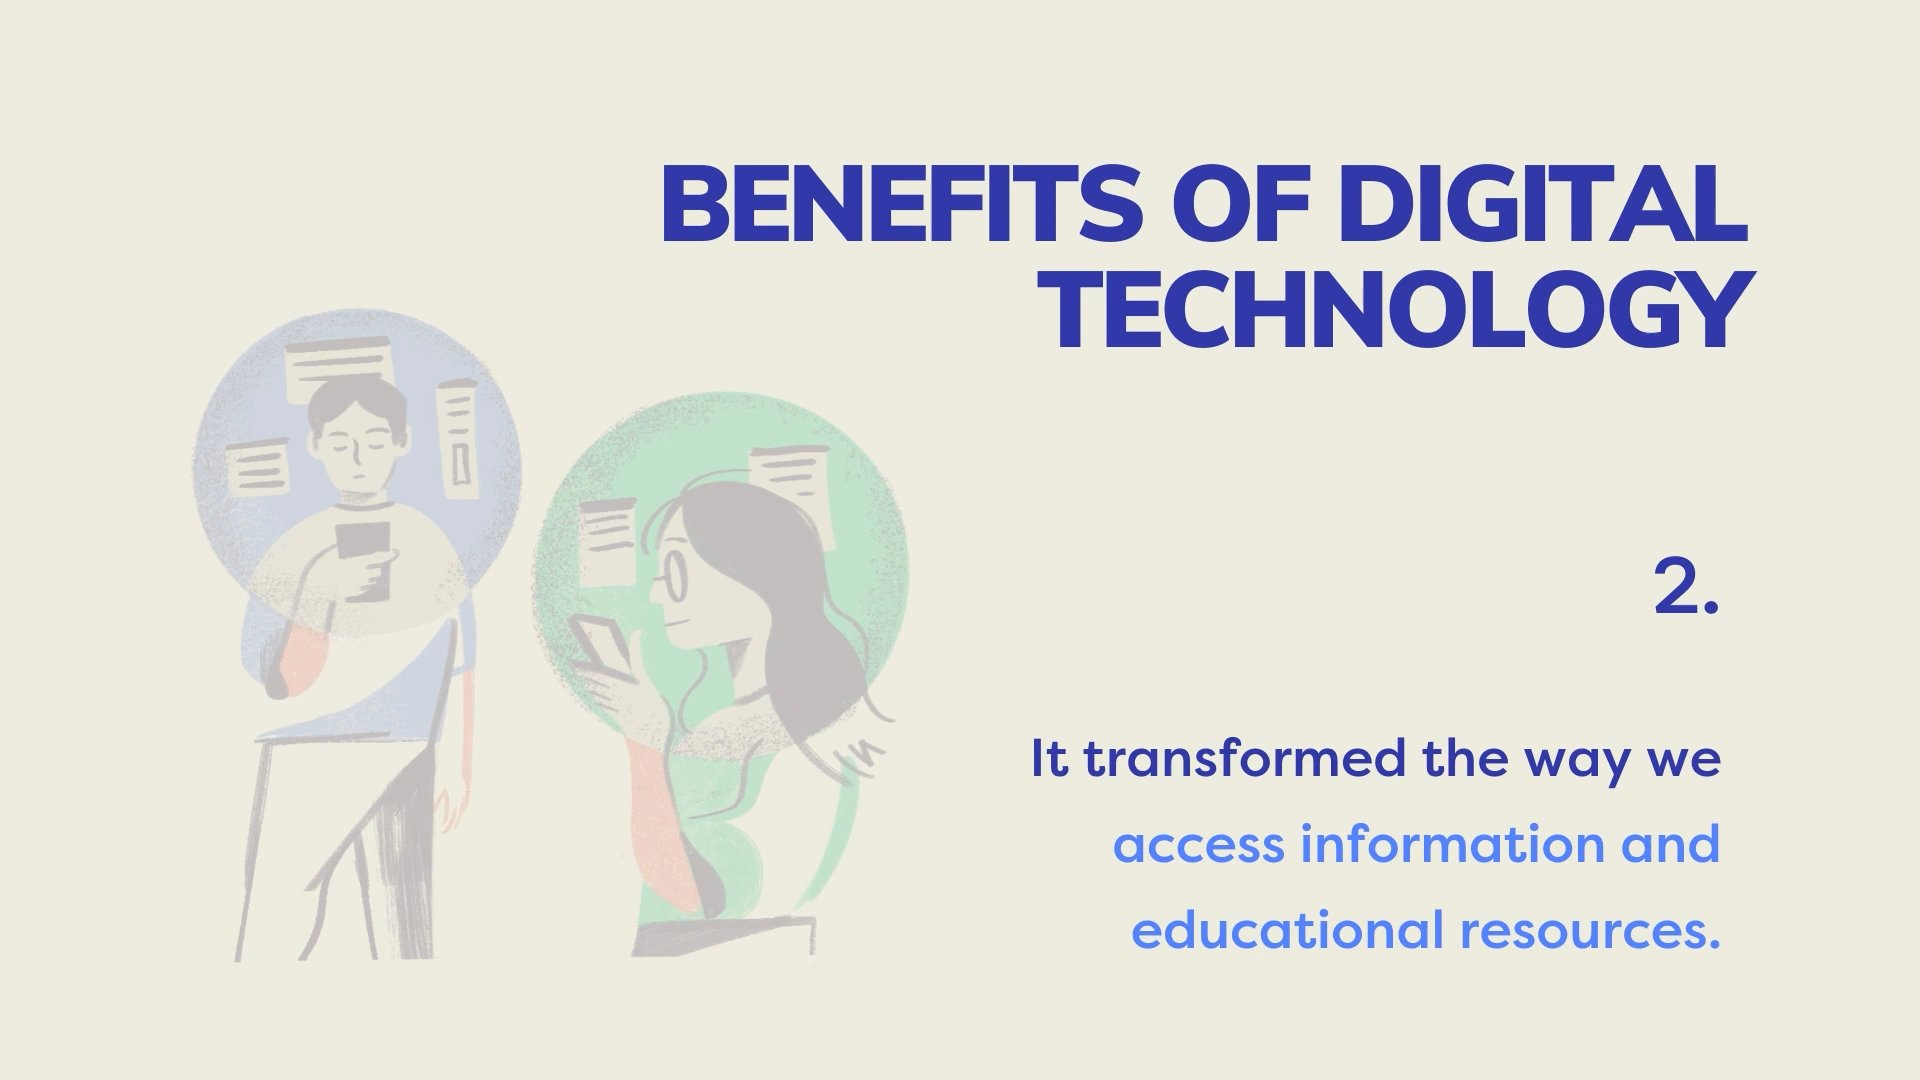 BENEFITS OF DIGITAL
TECHNOLOGY
2.
It transformed the way we
access information and
educational resources.